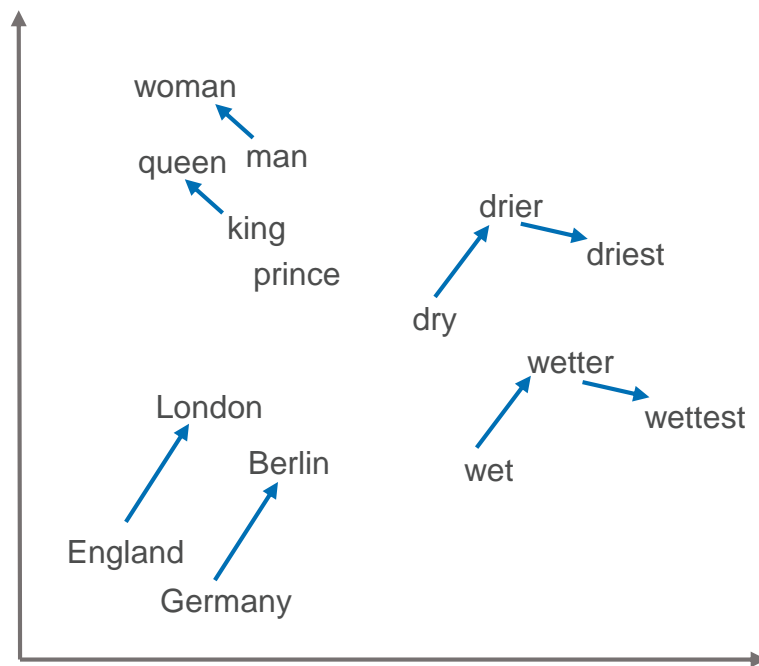 woman
man
queen
king
prince
drier
driest
dry
wetter
wettest
wet
London
Berlin
England
Germany